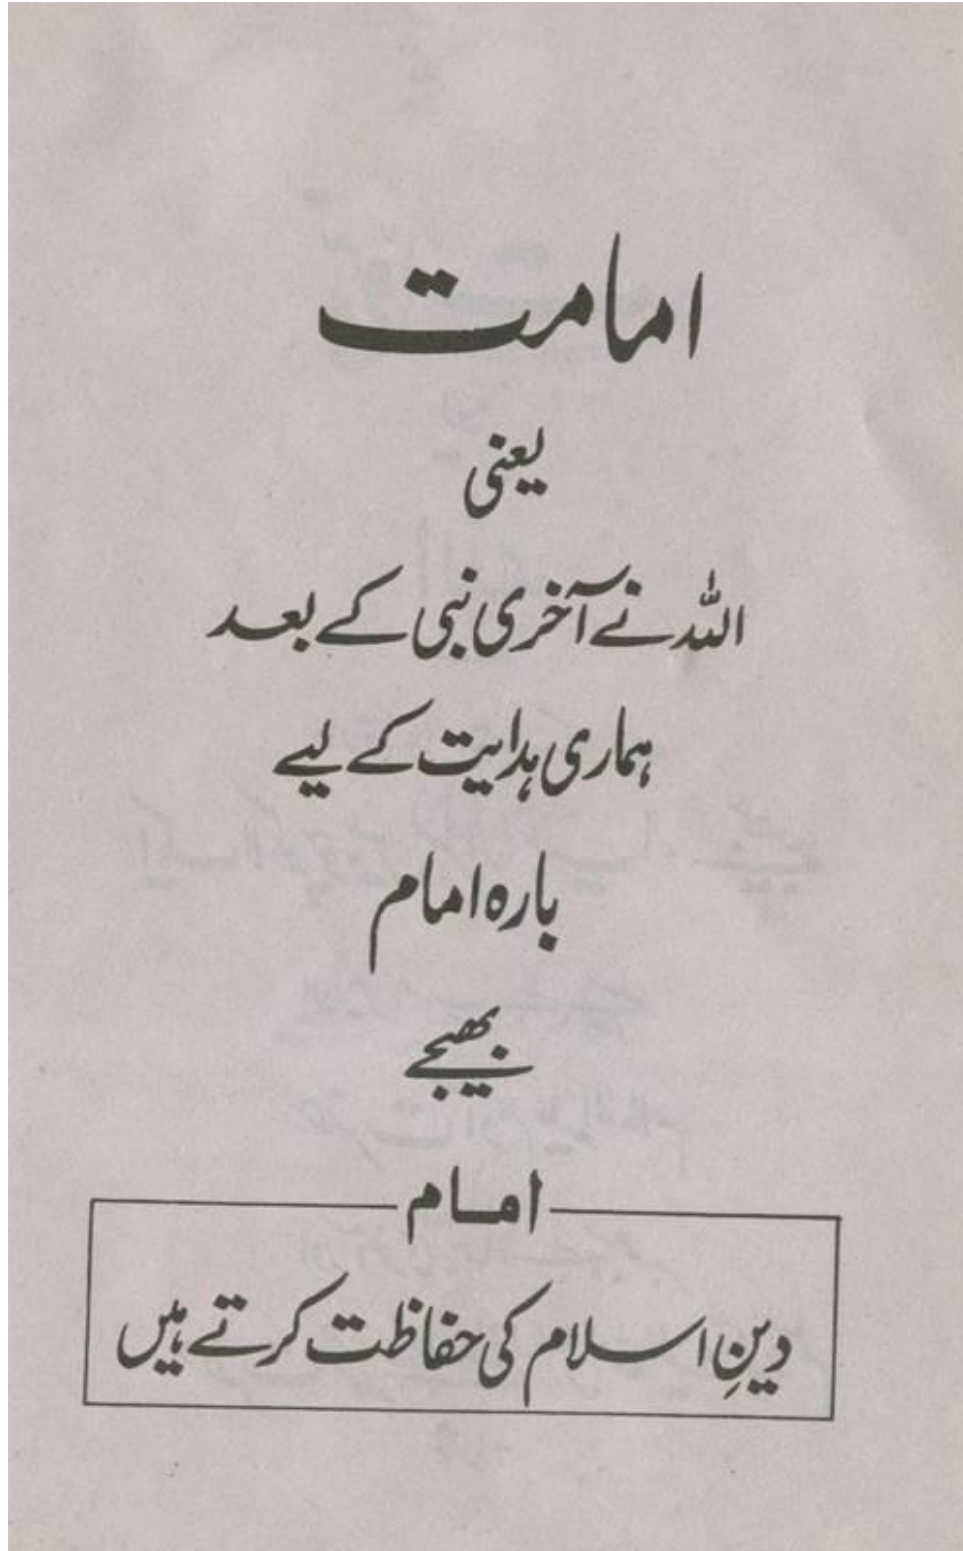 امامت
یعنی
اللہ نے آخری نبی کے بعد
ہماری ہدایت کے لیے
بارہ امام
بھیجے
امام
دینِ اسلام کی حفاظت کرتے ہیں